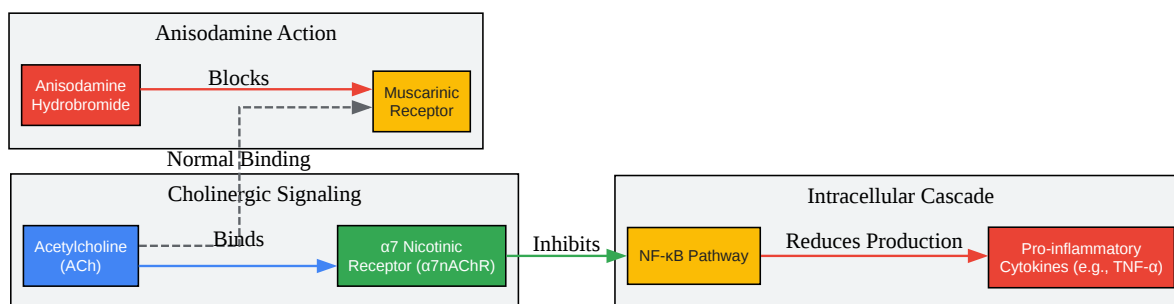 Anisodamine Action
Anisodamine
Hydrobromide
Blocks
Muscarinic
Receptor
Normal Binding
Cholinergic Signaling
Acetylcholine
(ACh)
Binds
α7 Nicotinic
Receptor (α7nAChR)
Inhibits
Intracellular Cascade
NF-κB Pathway
Reduces Production
Pro-inflammatory
Cytokines (e.g., TNF-α)